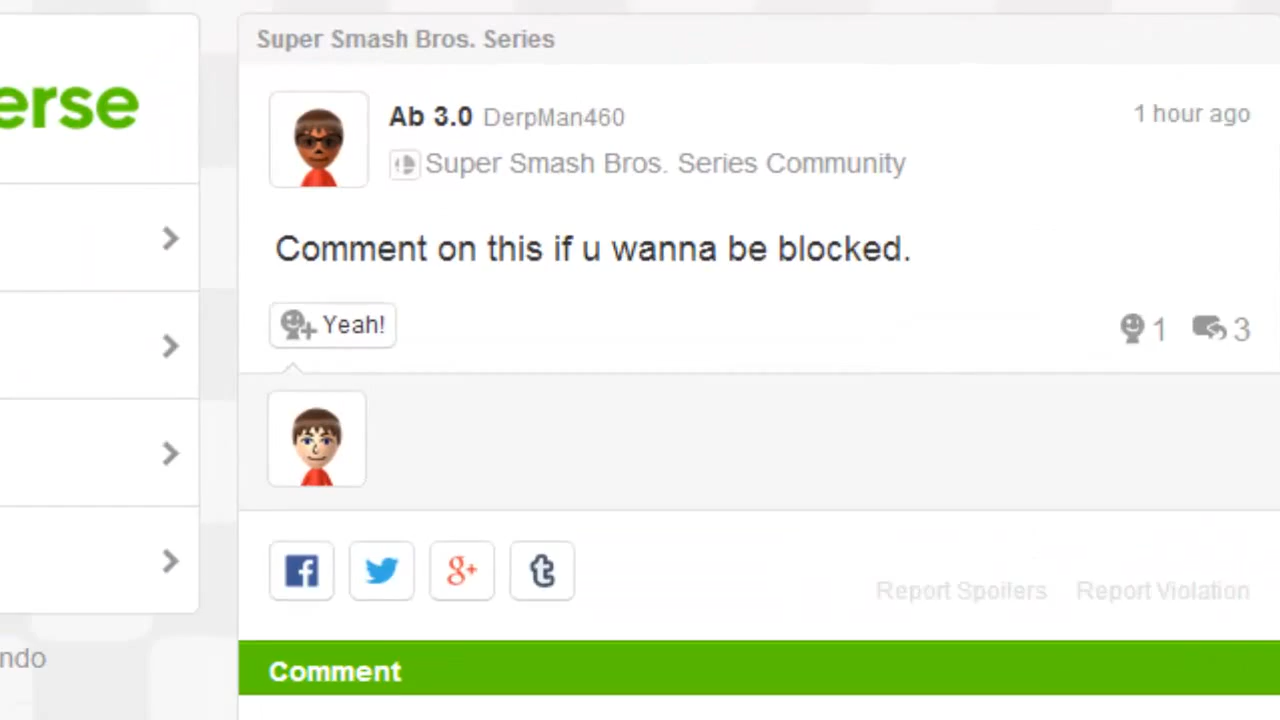 Super Smash Bros. Series
erse
Ab 3.0 DerpMan460
1 hour ago
Super Smash Bros. Series Community
Comment on this if u wanna be blocked.
Yeah!
1 3
g+
Report Spoilers Report Violation
ndo
Comment